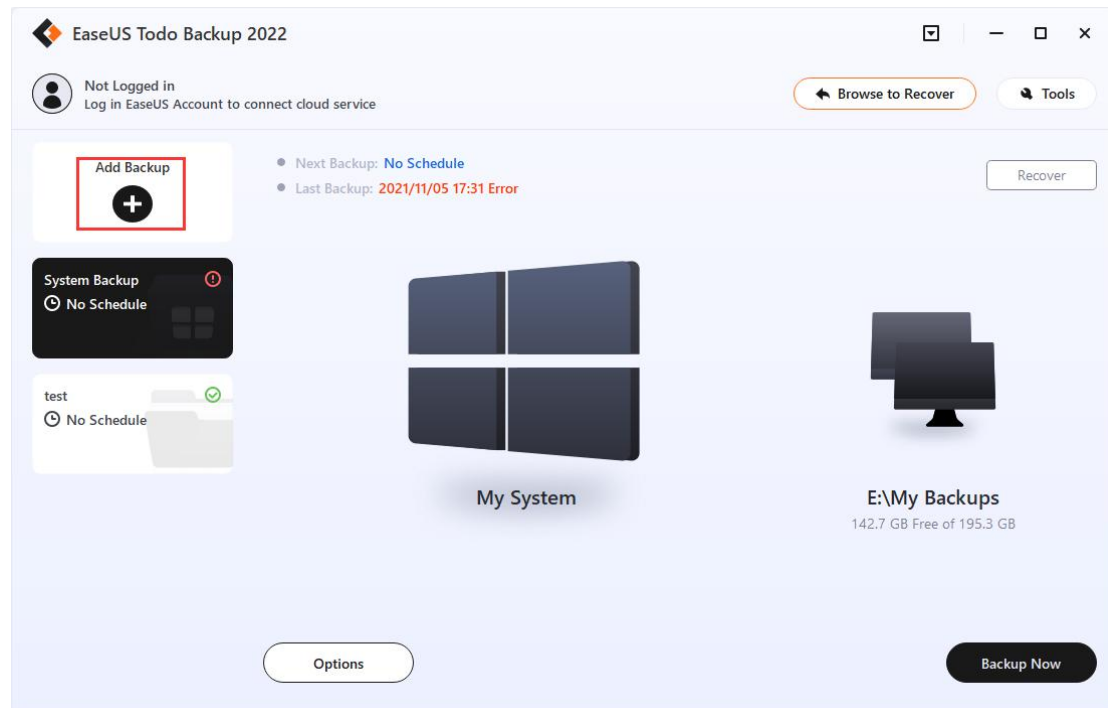 EaseUS Todo Backup 2022
Not Logged in
Log in EaseUS Account to connect cloud service
Browse to Recover
Tools
Add Backup
Next Backup: No Schedule
Last Backup: 2021/11/05 17:31 Error
Recover
System Backup
No Schedule
test
No Schedule
My System
E:\My Backups
142.7 GB Free of 195.3 GB
Options
Backup Now